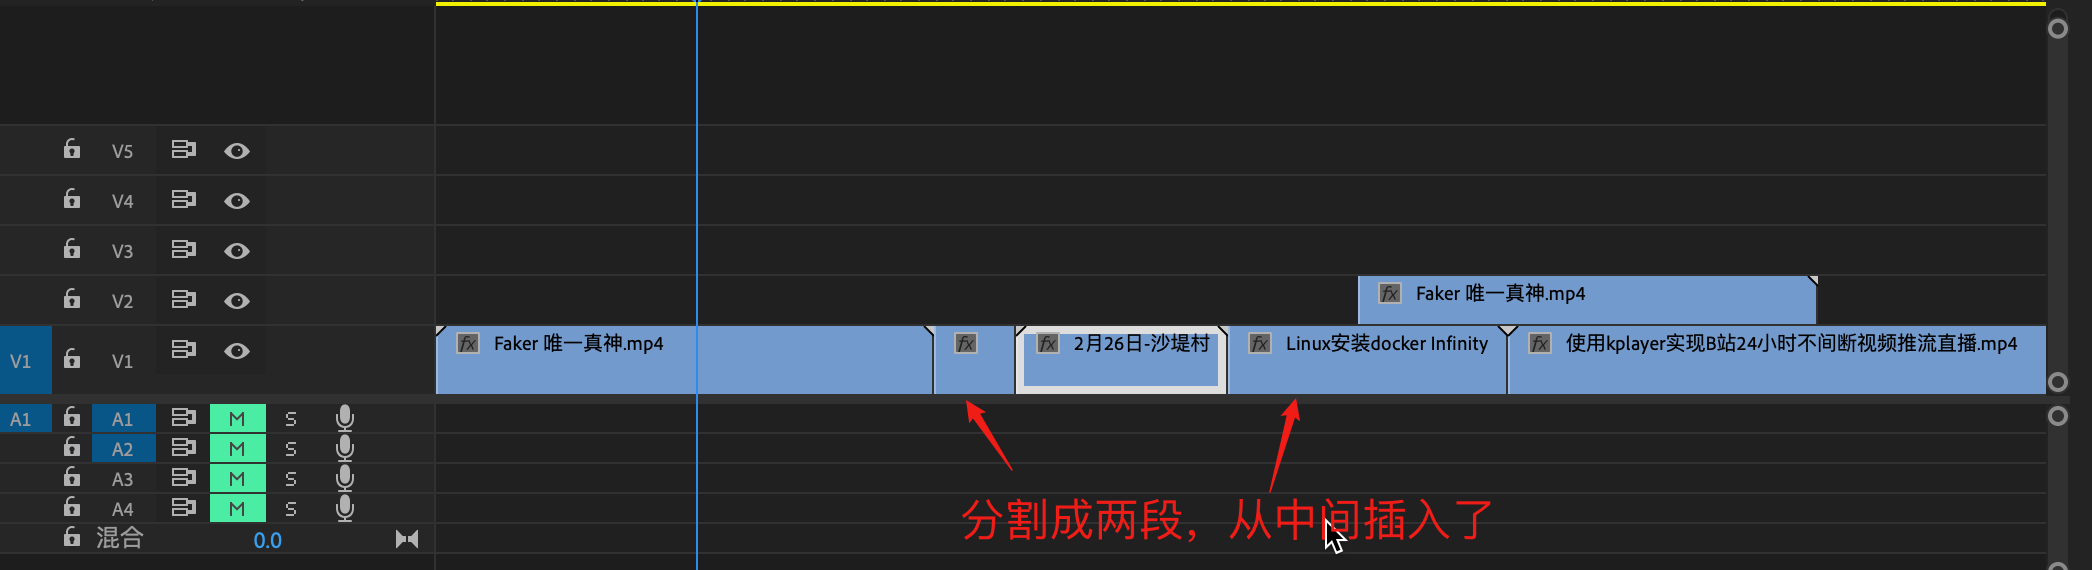 V5
V4
V3
V2
fx Faker 唯一真神.mp4
V1 V1
fx Faker 唯一真神.mp4
fx
fx 2月26日-沙堤村
fx Linux安装docker Infinity
fx 使用kplayer实现B站24小时不间断视频推流直播.mp4
A1 A1 M S
A2 M S
A3 M S
A4 M S
混合 0.0
分割成两段，从中间插入了